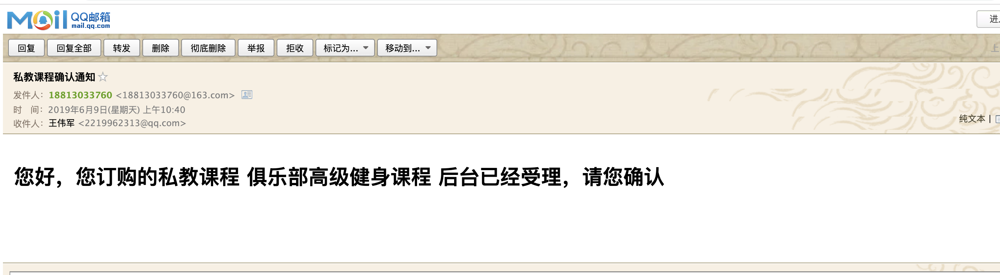 Mail QQ邮箱
mail.qq.com
回复 回复全部 转发 删除 彻底删除 举报 拒收 标记为... 移动到...
私教课程确认通知
发件人：18813033760 <18813033760@163.com>
时 间：2019年6月9日(星期天) 上午10:40
收件人：王伟军 <2219962313@qq.com>
纯文本 |
您好，您订购的私教课程 俱乐部高级健身课程 后台已经受理，请您确认